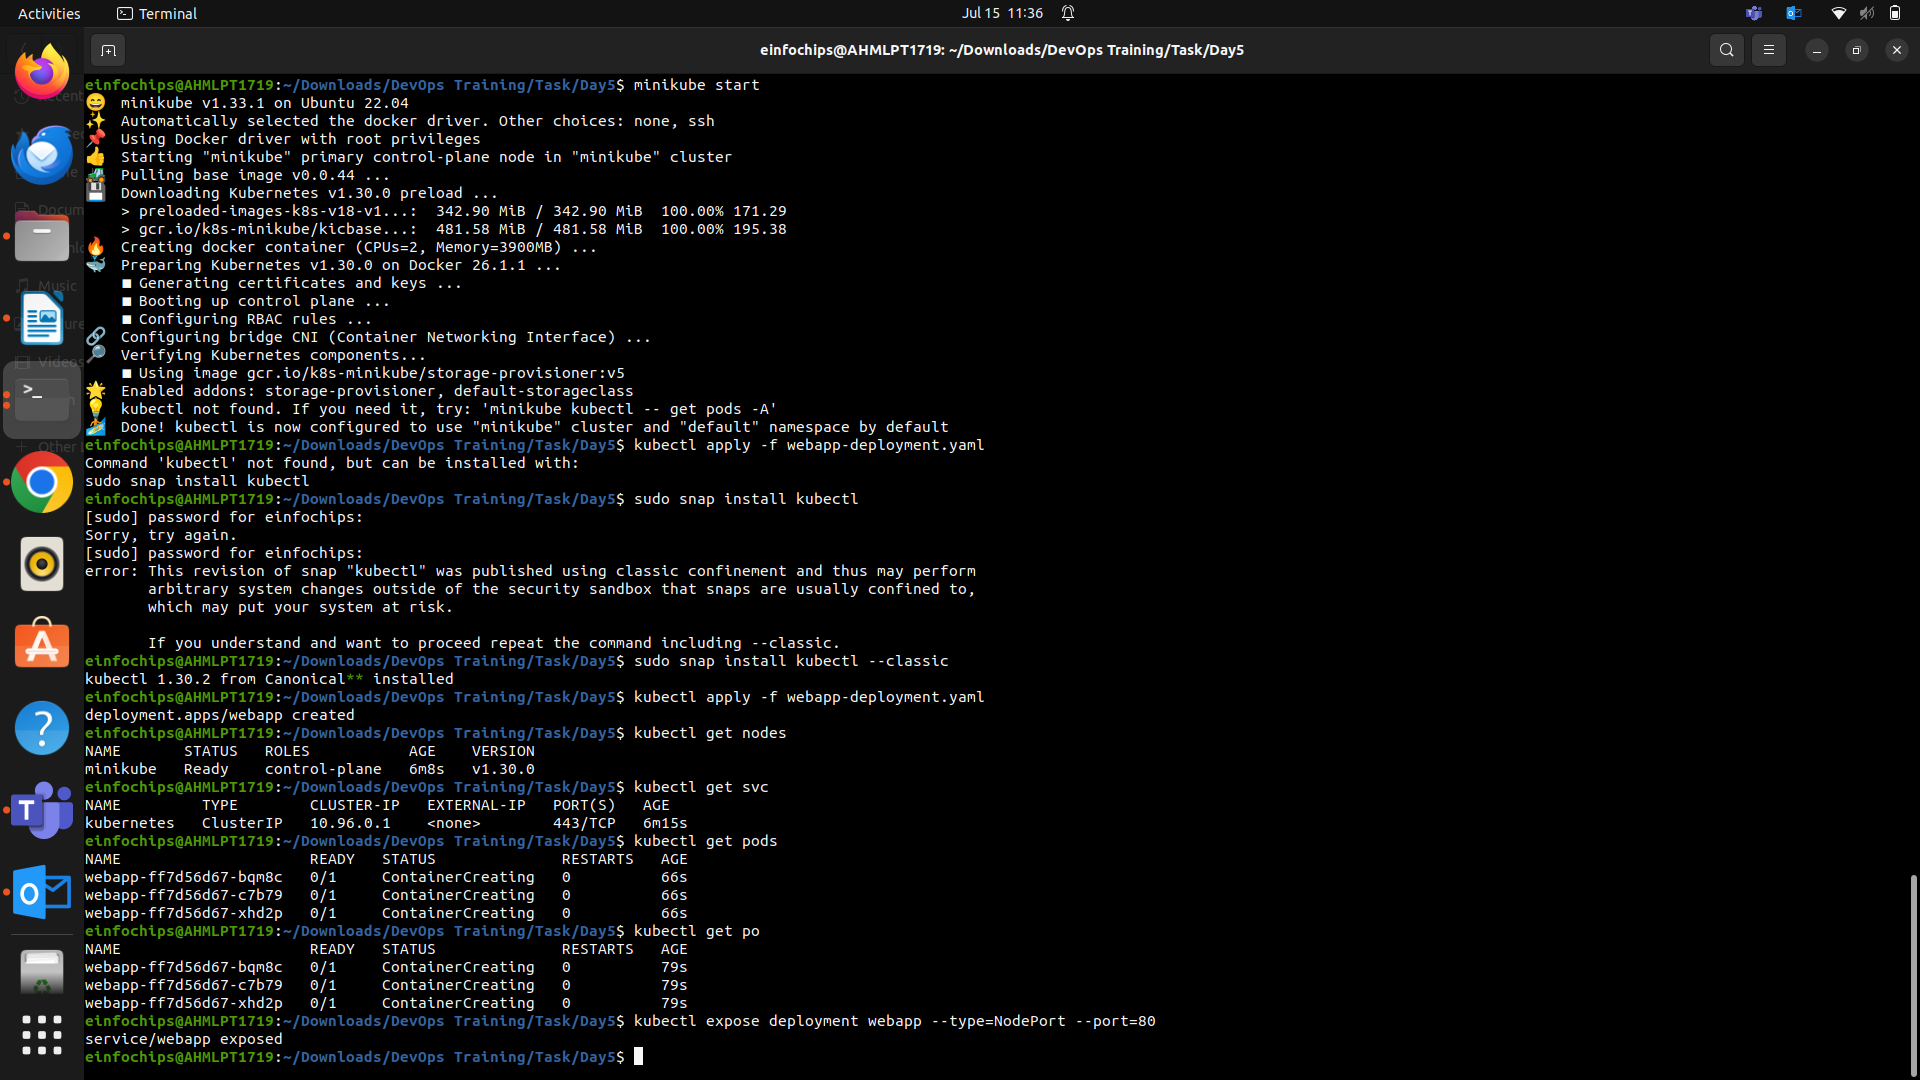 Activities
Terminal
Jul 15 11:36
einfochips@AHMLPT1719: ~/Downloads/DevOps Training/Task/Day5
einfochips@AHMLPT1719:~/Downloads/DevOps Training/Task/Day5$ minikube start
minikube v1.33.1 on Ubuntu 22.04
Automatically selected the docker driver. Other choices: none, ssh
Using Docker driver with root privileges
Starting "minikube" primary control-plane node in "minikube" cluster
Pulling base image v0.0.44 ...
Downloading Kubernetes v1.30.0 preload ...
> preloaded-images-k8s-v18-v1...:  342.90 MiB / 342.90 MiB  100.00% 171.29
> gcr.io/k8s-minikube/kicbase...:  481.58 MiB / 481.58 MiB  100.00% 195.38
Creating docker container (CPUs=2, Memory=3900MB) ...
Preparing Kubernetes v1.30.0 on Docker 26.1.1 ...
■ Generating certificates and keys ...
■ Booting up control plane ...
■ Configuring RBAC rules ...
Configuring bridge CNI (Container Networking Interface) ...
Verifying Kubernetes components...
■ Using image gcr.io/k8s-minikube/storage-provisioner:v5
Enabled addons: storage-provisioner, default-storageclass
kubectl not found. If you need it, try: 'minikube kubectl -- get pods -A'
Done! kubectl is now configured to use "minikube" cluster and "default" namespace by default
einfochips@AHMLPT1719:~/Downloads/DevOps Training/Task/Day5$ kubectl apply -f webapp-deployment.yaml
Command 'kubectl' not found, but can be installed with:
sudo snap install kubectl
einfochips@AHMLPT1719:~/Downloads/DevOps Training/Task/Day5$ sudo snap install kubectl
[sudo] password for einfochips:
Sorry, try again.
[sudo] password for einfochips:
error: This revision of snap "kubectl" was published using classic confinement and thus may perform
arbitrary system changes outside of the security sandbox that snaps are usually confined to,
which may put your system at risk.
If you understand and want to proceed repeat the command including --classic.
einfochips@AHMLPT1719:~/Downloads/DevOps Training/Task/Day5$ sudo snap install kubectl --classic
kubectl 1.30.2 from Canonical** installed
einfochips@AHMLPT1719:~/Downloads/DevOps Training/Task/Day5$ kubectl apply -f webapp-deployment.yaml
deployment.apps/webapp created
einfochips@AHMLPT1719:~/Downloads/DevOps Training/Task/Day5$ kubectl get nodes
NAME       STATUS   ROLES           AGE    VERSION
minikube   Ready    control-plane   6m8s   v1.30.0
einfochips@AHMLPT1719:~/Downloads/DevOps Training/Task/Day5$ kubectl get svc
NAME         TYPE        CLUSTER-IP   EXTERNAL-IP   PORT(S)   AGE
kubernetes   ClusterIP   10.96.0.1    <none>        443/TCP   6m15s
einfochips@AHMLPT1719:~/Downloads/DevOps Training/Task/Day5$ kubectl get pods
NAME                     READY   STATUS              RESTARTS   AGE
webapp-ff7d56d67-bqm8c   0/1     ContainerCreating   0          66s
webapp-ff7d56d67-c7b79   0/1     ContainerCreating   0          66s
webapp-ff7d56d67-xhd2p   0/1     ContainerCreating   0          66s
einfochips@AHMLPT1719:~/Downloads/DevOps Training/Task/Day5$ kubectl get po
NAME                     READY   STATUS              RESTARTS   AGE
webapp-ff7d56d67-bqm8c   0/1     ContainerCreating   0          79s
webapp-ff7d56d67-c7b79   0/1     ContainerCreating   0          79s
webapp-ff7d56d67-xhd2p   0/1     ContainerCreating   0          79s
einfochips@AHMLPT1719:~/Downloads/DevOps Training/Task/Day5$ kubectl expose deployment webapp --type=NodePort --port=80
service/webapp exposed
einfochips@AHMLPT1719:~/Downloads/DevOps Training/Task/Day5$